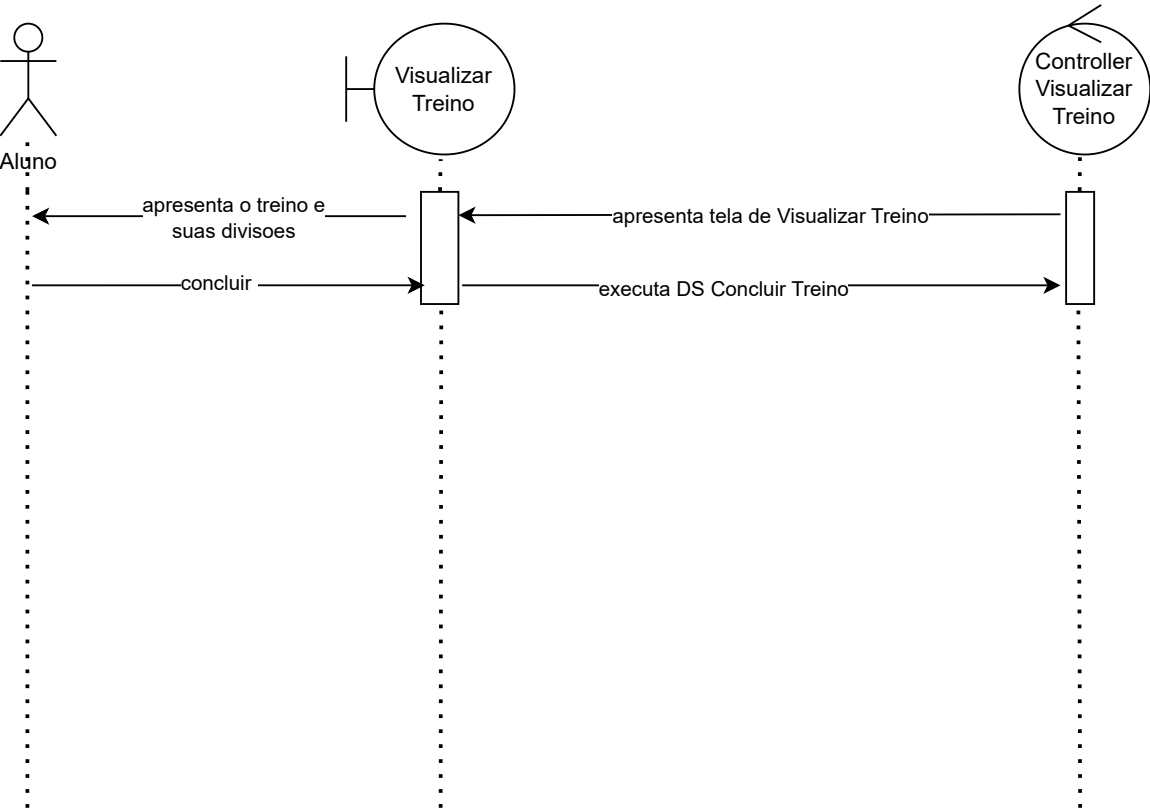 Visualizar
Treino
Controller
Visualizar
Treino
Aluno
apresenta o treino e
suas divisoes
apresenta tela de Visualizar Treino
concluir
executa DS Concluir Treino